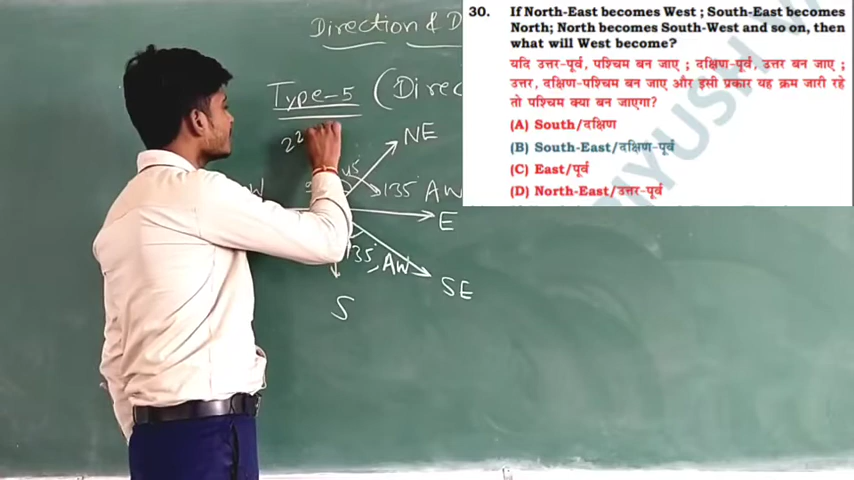 Direction & D
Type-5 (Direc
22
NE
45°
135° AW
W
E
135°, AW
SE
S
30. If North-East becomes West ; South-East becomes
North; North becomes South-West and so on, then
what will West become?
यदि उत्तर-पूर्व, पश्चिम बन जाए ; दक्षिण-पूर्व, उत्तर बन जाए ;
उत्तर, दक्षिण-पश्चिम बन जाए और इसी प्रकार यह क्रम जारी रहे
तो पश्चिम क्या बन जाएगा?
(A) South/दक्षिण
(B) South-East/दक्षिण-पूर्व
(C) East/पूर्व
(D) North-East/उत्तर-पूर्व